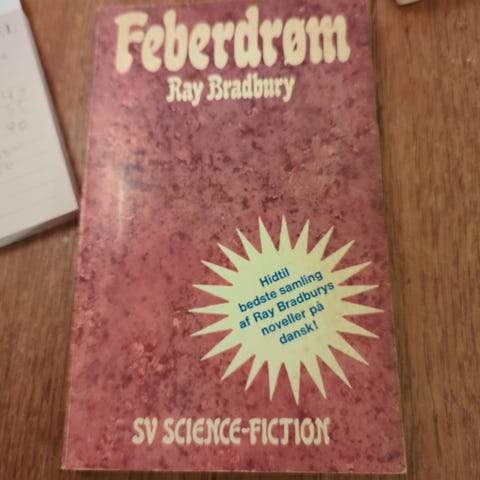 Feberdrøm
Ray Bradbury
Hidtil
bedste samling
af Ray Bradburys
noveller på
dansk!
SV SCIENCE-FICTION